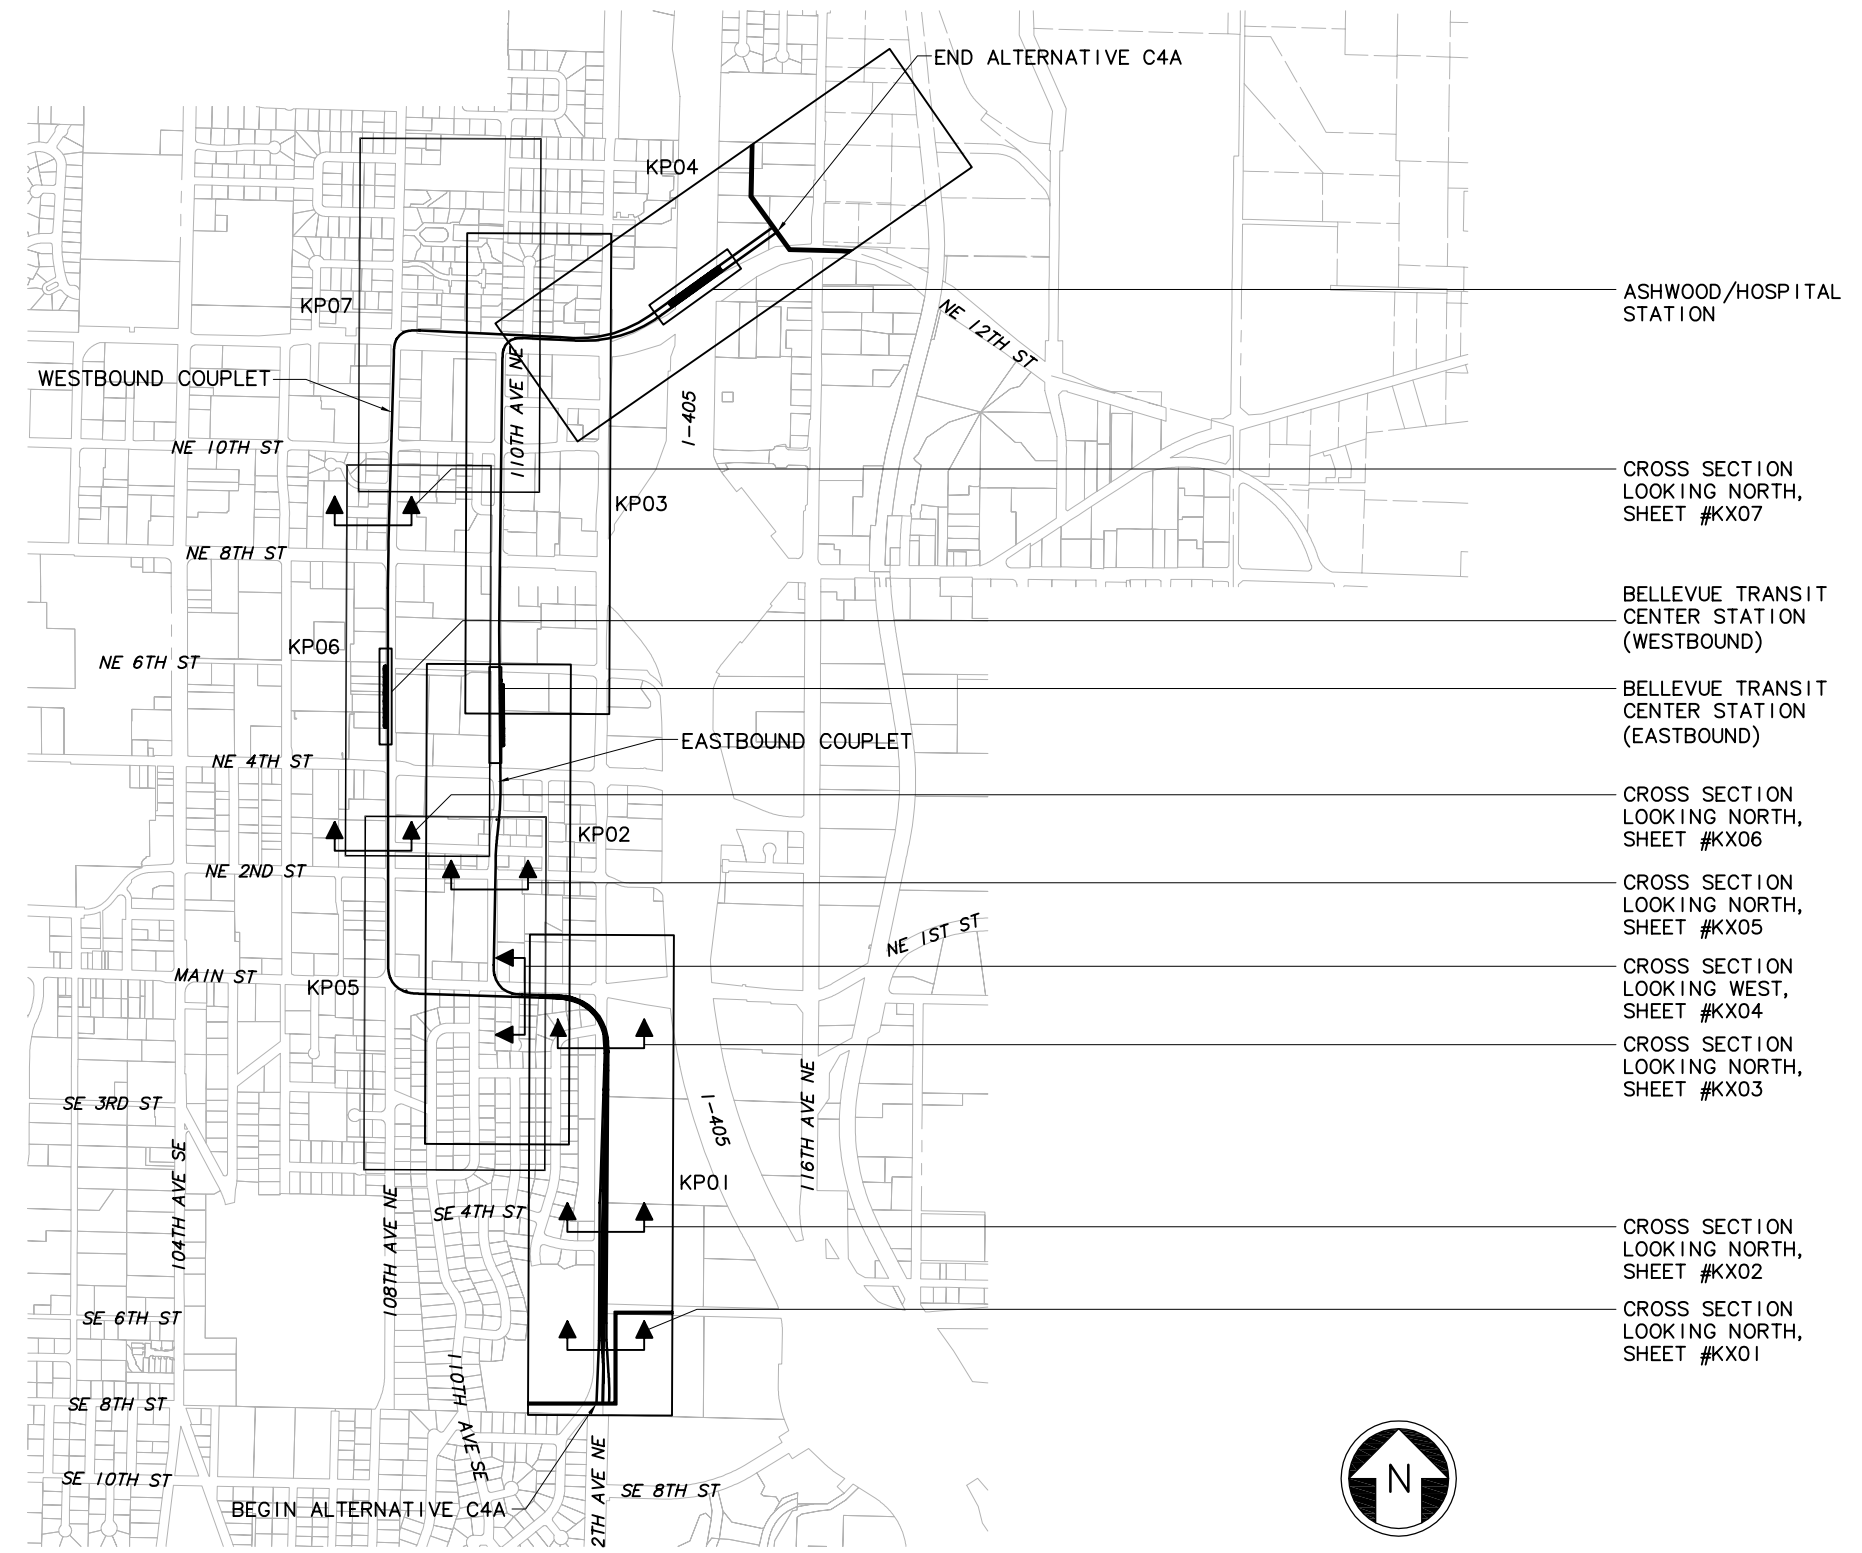 END ALTERNATIVE C4A
KP04
ASHWOOD/HOSPITAL
STATION
KP07
NE 12TH ST
WESTBOUND COUPLET
110TH AVE NE
I-405
NE 10TH ST
CROSS SECTION
LOOKING NORTH,
SHEET #KX07
KP03
NE 8TH ST
BELLEVUE TRANSIT
CENTER STATION
(WESTBOUND)
KP06
NE 6TH ST
BELLEVUE TRANSIT
CENTER STATION
(EASTBOUND)
EASTBOUND COUPLET
NE 4TH ST
CROSS SECTION
LOOKING NORTH,
SHEET #KX06
KP02
NE 2ND ST
CROSS SECTION
LOOKING NORTH,
SHEET #KX05
NE 1ST ST
MAIN ST
KP05
CROSS SECTION
LOOKING WEST,
SHEET #KX04
CROSS SECTION
LOOKING NORTH,
SHEET #KX03
SE 3RD ST
I-405
116TH AVE NE
104TH AVE SE
KP01
108TH AVE NE
SE 4TH ST
CROSS SECTION
LOOKING NORTH,
SHEET #KX02
SE 6TH ST
CROSS SECTION
LOOKING NORTH,
SHEET #KX01
110TH AVE SE
SE 8TH ST
2TH AVE NE
SE 10TH ST
SE 8TH ST
BEGIN ALTERNATIVE C4A
N